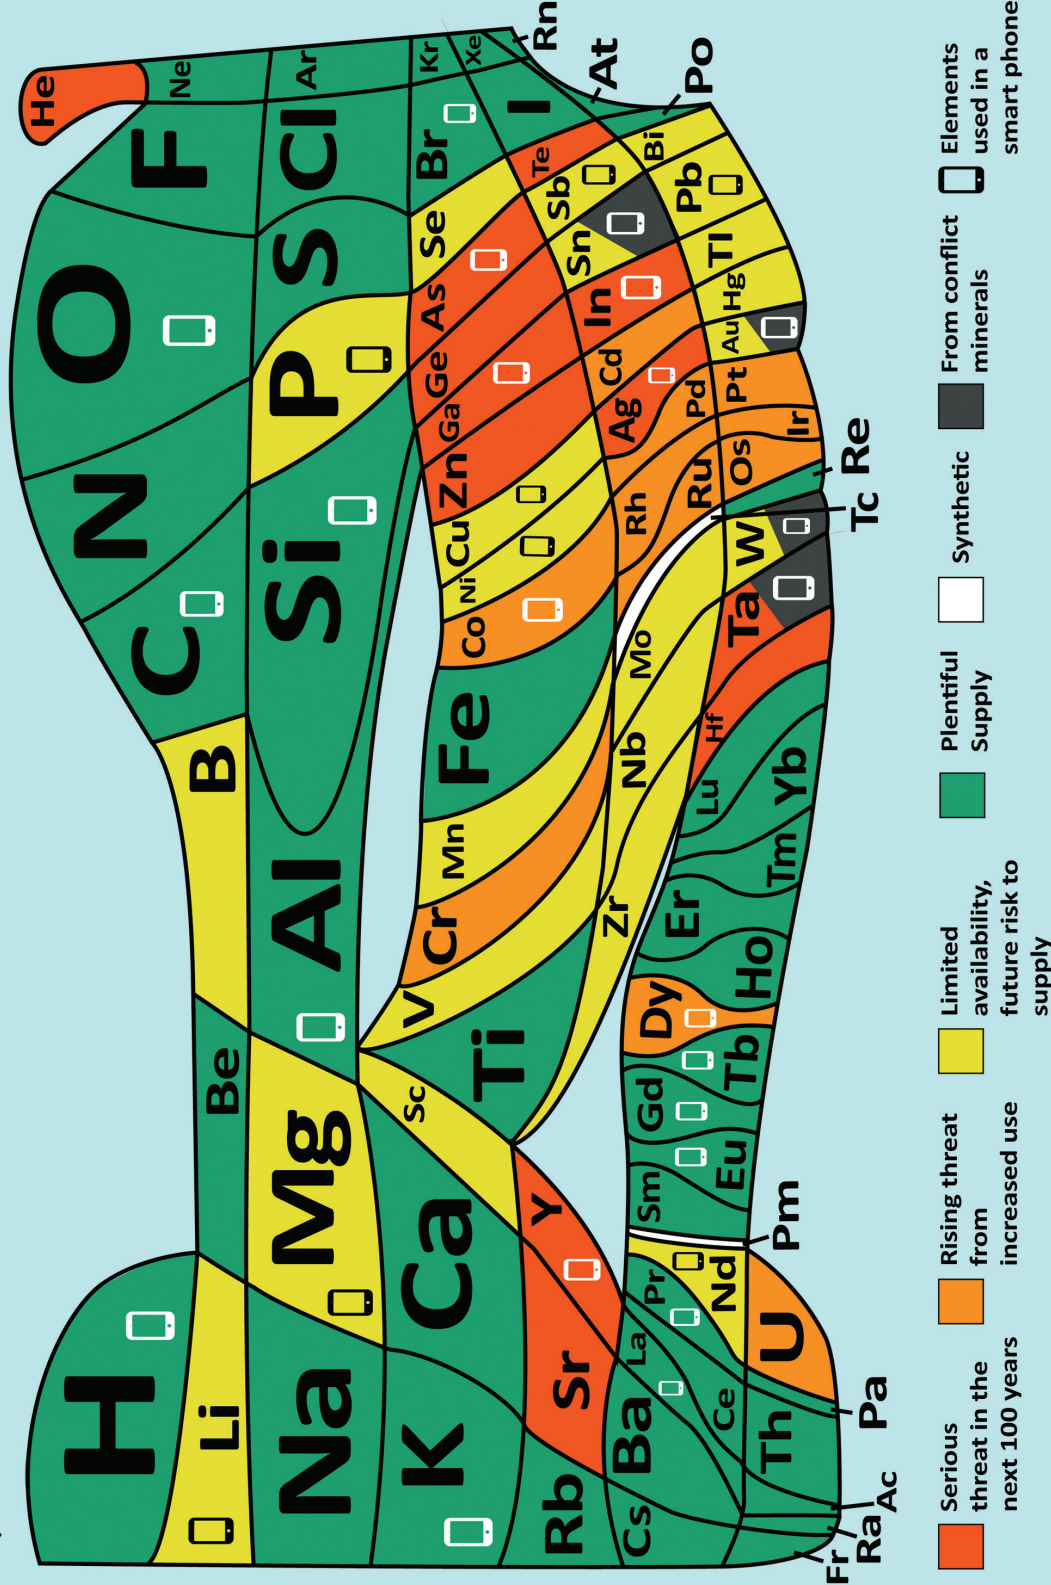 H He
Li Be B C N O F Ne
Na Mg Al Si P S Cl Ar
K Ca Sc Ti V Cr Mn Fe Co Ni Cu Zn Ga Ge As Se Br Kr
Rb Sr Y Zr Nb Mo Tc Ru Rh Pd Ag Cd In Sn Sb Te I Xe
Cs Ba La Ce Pr Nd Pm Sm Eu Gd Tb Dy Ho Er Tm Yb Lu Hf Ta W Re Os Ir Pt Au Hg Tl Pb Bi Po At Rn
Fr Ra Ac Th Pa U
Serious
threat in the
next 100 years
Rising threat
from
increased use
Limited
availability,
future risk to
supply
Plentiful
Supply
Synthetic
From conflict
minerals
Elements
used in a
smart phone